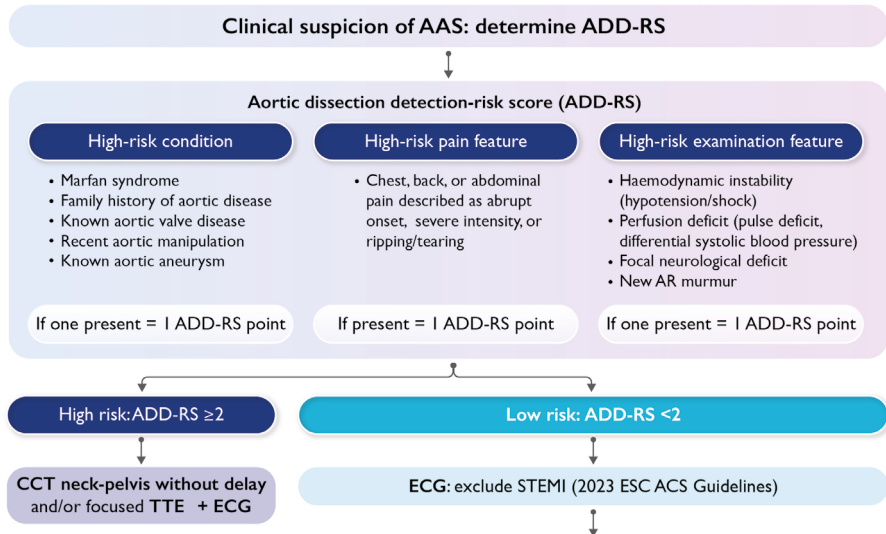 Clinical suspicion of AAS: determine ADD-RS
Aortic dissection detection-risk score (ADD-RS)
High-risk condition
• Marfan syndrome
• Family history of aortic disease
• Known aortic valve disease
• Recent aortic manipulation
• Known aortic aneurysm
If one present = 1 ADD-RS point
High-risk pain feature
• Chest, back, or abdominal
pain described as abrupt
onset, severe intensity, or
ripping/tearing
If present = 1 ADD-RS point
High-risk examination feature
• Haemodynamic instability
(hypotension/shock)
• Perfusion deficit (pulse deficit,
differential systolic blood pressure)
• Focal neurological deficit
• New AR murmur
If one present = 1 ADD-RS point
High risk: ADD-RS ≥2
CCT neck-pelvis without delay
and/or focused TTE + ECG
Low risk: ADD-RS <2
ECG: exclude STEMI (2023 ESC ACS Guidelines)